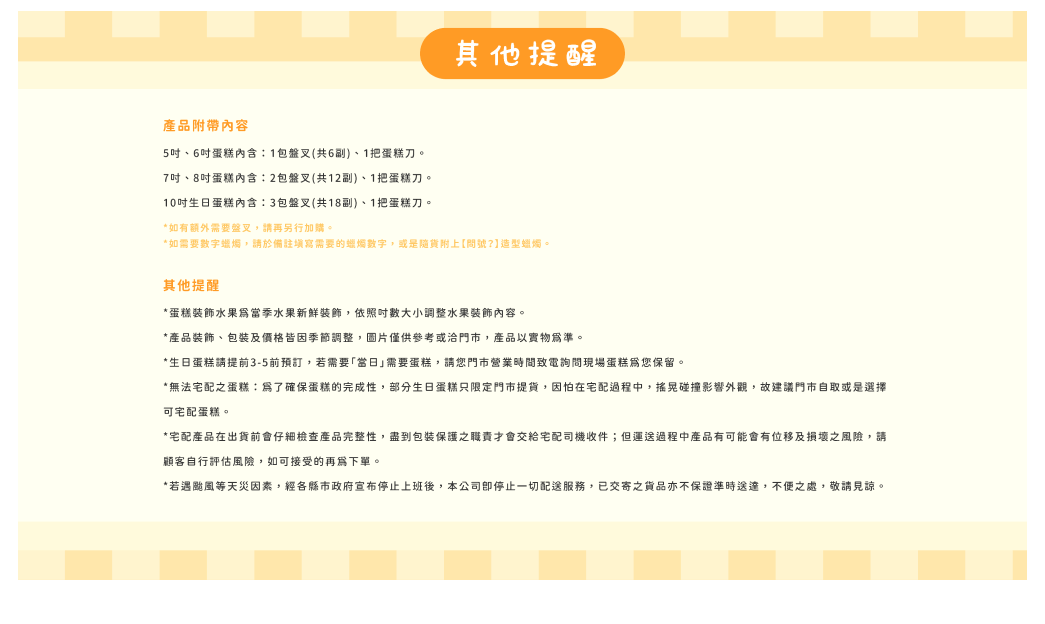 其他提醒
產品附帶內容
5吋、6吋蛋糕內含：1包盤叉(共6副)、1把蛋糕刀。
7吋、8吋蛋糕內含：2包盤叉(共12副)、1把蛋糕刀。
10吋生日蛋糕內含：3包盤叉(共18副)、1把蛋糕刀。
*如有額外需要盤叉，請再另行加購。
*如需要數字蠟燭，請於備註填寫需要的蠟燭數字，或是隨貨附上[問號?]造型蠟燭。
其他提醒
*蛋糕裝飾水果為當季水果新鮮裝飾，依照吋數大小調整水果裝飾內容。
*產品裝飾、包裝及價格皆因季節調整，圖片僅供參考或洽門市，產品以實物為準。
*生日蛋糕請提前3-5前預訂，若需要「當日」需要蛋糕，請您門市營業時間致電詢問現場蛋糕為您保留。
*無法宅配之蛋糕：為了確保蛋糕的完成性，部分生日蛋糕只限定門市提貨，因怕在宅配過程中，搖晃碰撞影響外觀，故建議門市自取或是選擇
可宅配蛋糕。
*宅配產品在出貨前會仔細檢查產品完整性，盡到包裝保護之職責才會交給宅配司機收件；但運送過程中產品有可能會有位移及損壞之風險，請
顧客自行評估風險，如可接受的再為下單。
*若遇颱風等天災因素，經各縣市政府宣布停止上班後，本公司即停止一切配送服務，已交寄之貨品亦不保證準時送達，不便之處，敬請見諒。